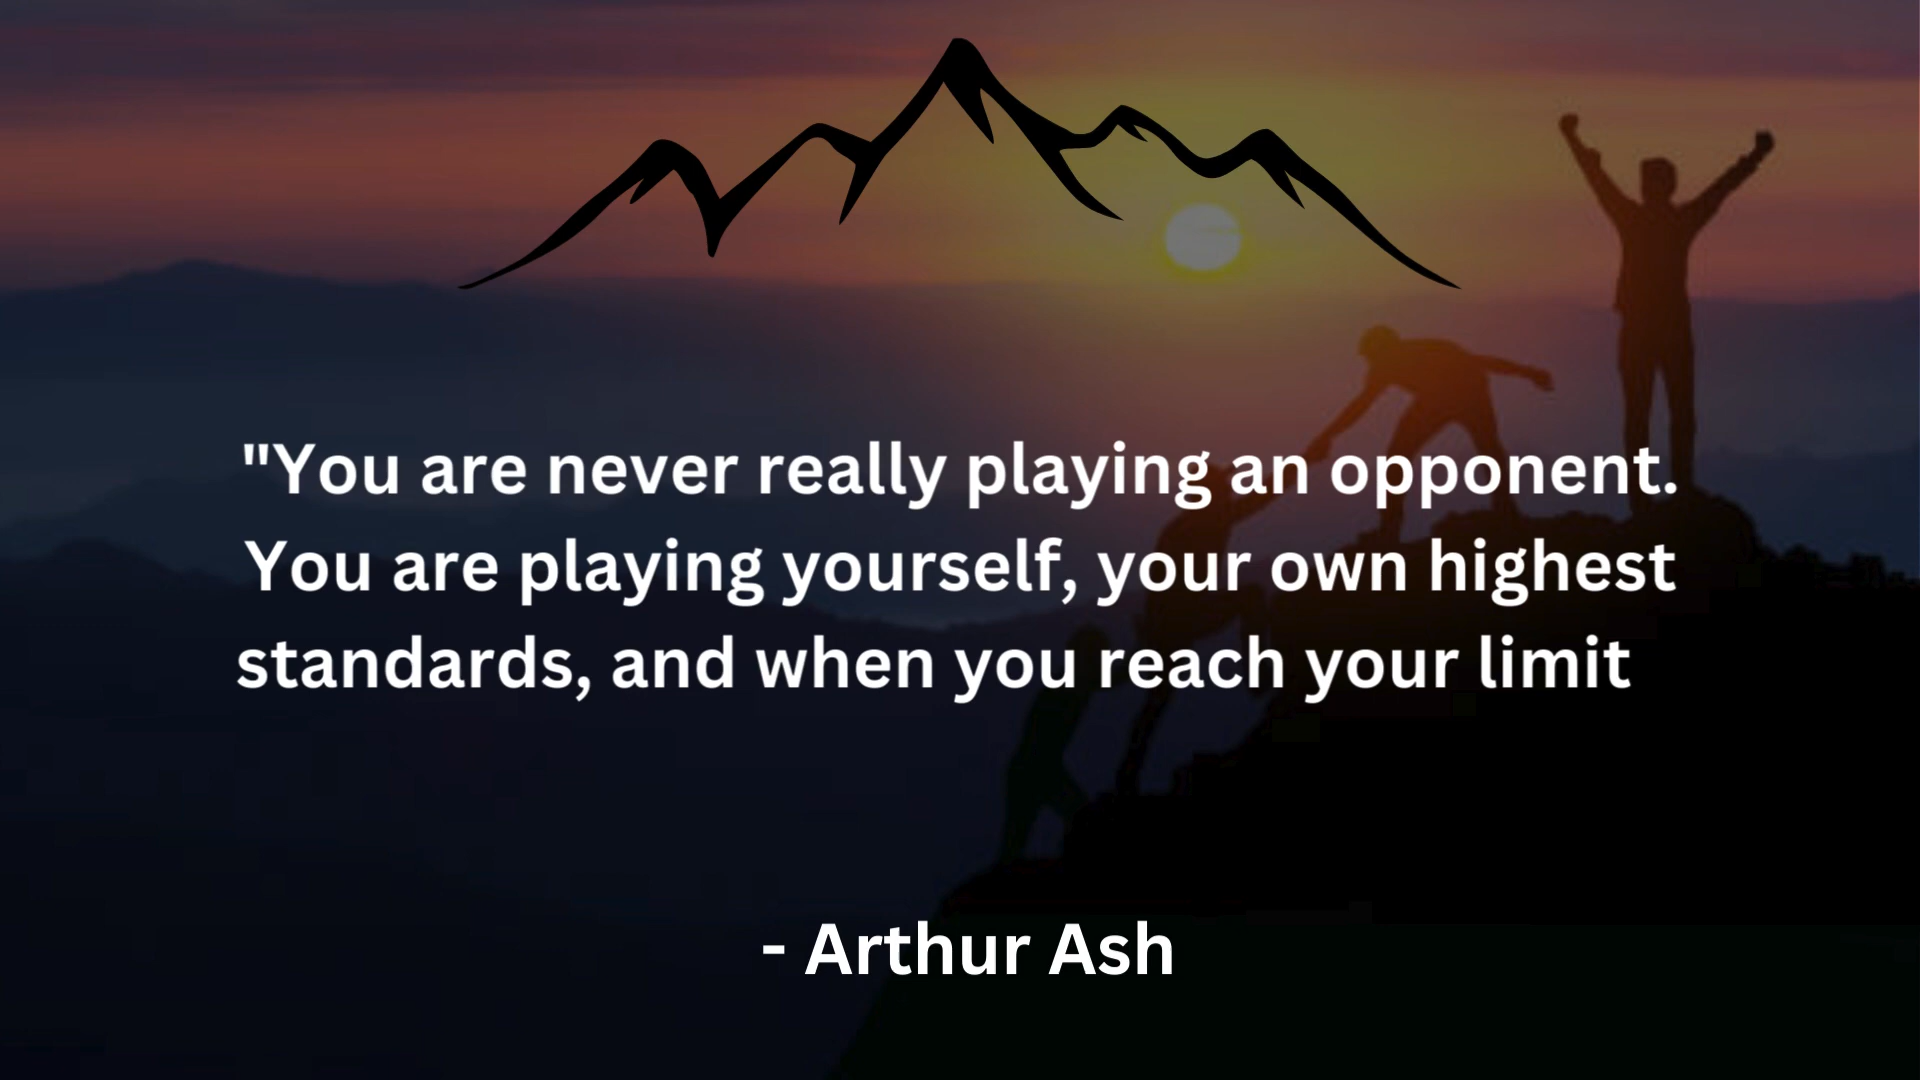 "You are never really playing an opponent.
You are playing yourself, your own highest
standards, and when you reach your limit
- Arthur Ash